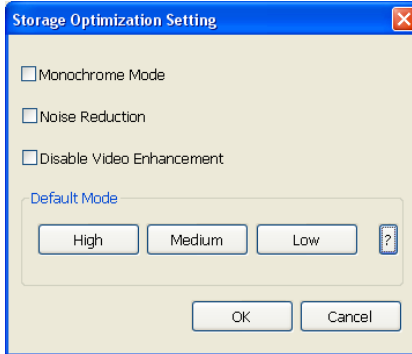 Storage Optimization Setting
Monochrome Mode
Noise Reduction
Disable Video Enhancement
Default Mode
High Medium Low ?
OK Cancel